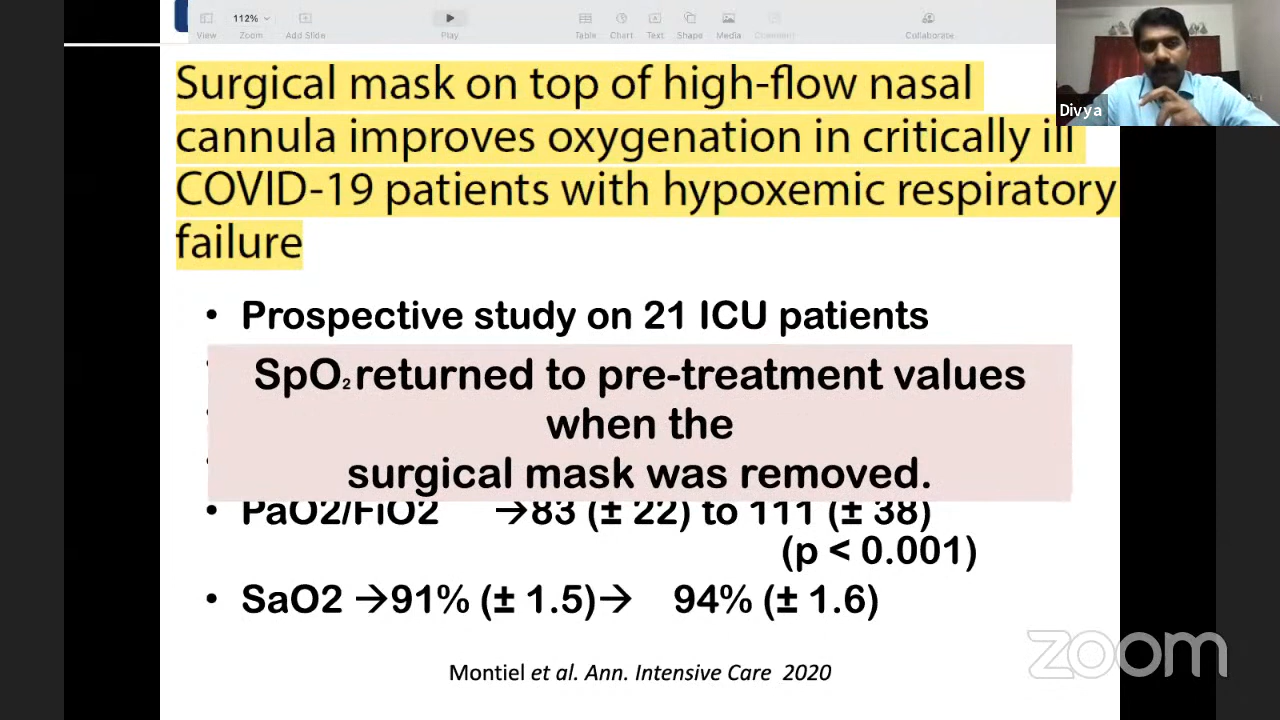 112%
View
Zoom
Add Slide
Play
Table
Chart
Text
Shape
Media
Comment
Collaborate
Divya
Surgical mask on top of high-flow nasal
cannula improves oxygenation in critically ill
COVID-19 patients with hypoxemic respiratory
failure
• Prospective study on 21 ICU patients
SpO₂ returned to pre-treatment values
when the
surgical mask was removed.
• PaO2/FiO2 →83 (± 22) to 111 (± 38)
(p < 0.001)
• SaO2 →91% (± 1.5)→ 94% (± 1.6)
Montiel et al. Ann. Intensive Care 2020
zoom